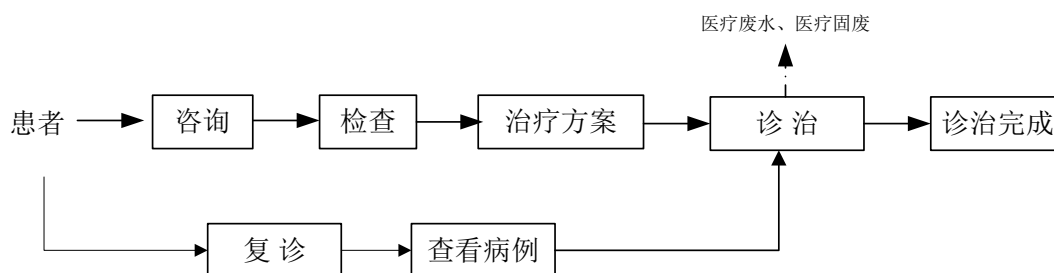 医疗废水、医疗固废
患者
咨询
检查
治疗方案
诊 治
诊治完成
复 诊
查看病例